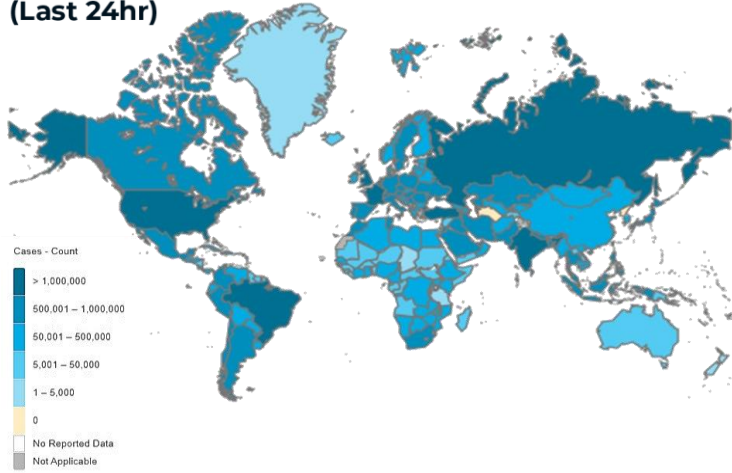 (Last 24hr)
Cases - Count
> 1,000,000
500,001 – 1,000,000
50,001 – 500,000
5,001 – 50,000
1 – 5,000
0
No Reported Data
Not Applicable